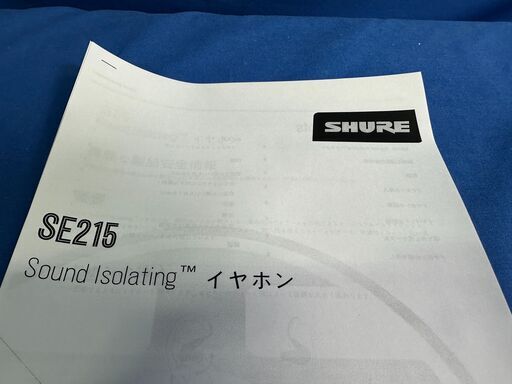 SHURE
SE215
Sound Isolating™ イヤホン